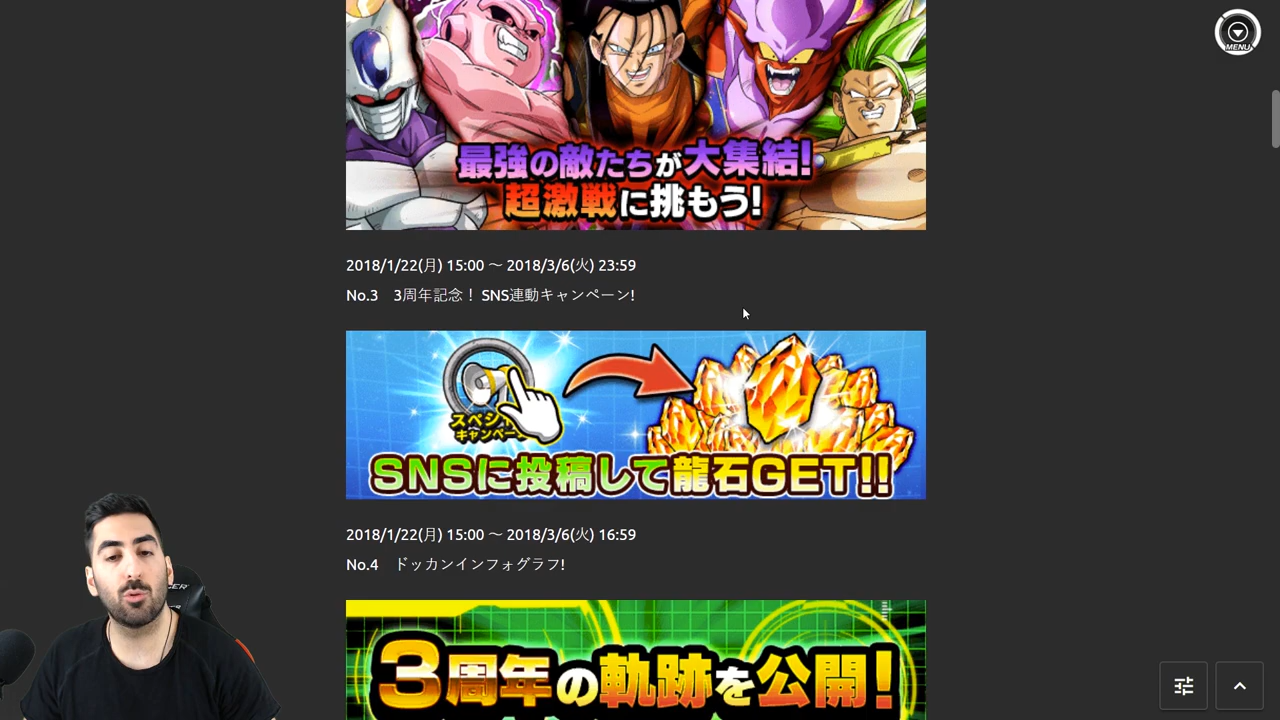 MENU
最強の敵たちが大集結!
超激戦に挑もう!
2018/1/22(月) 15:00 ～ 2018/3/6(火) 23:59
No.3　3周年記念！ SNS連動キャンペーン!
SNSに投稿して龍石GET!!
2018/1/22(月) 15:00 ～ 2018/3/6(火) 16:59
No.4　ドッカンインフォグラフ!
3周年の軌跡を公開!